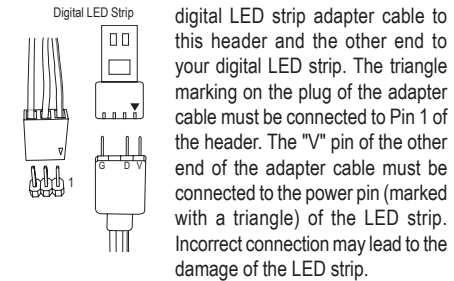 Digital LED Strip
1
G D V
digital LED strip adapter cable to
this header and the other end to
your digital LED strip. The triangle
marking on the plug of the adapter
cable must be connected to Pin 1 of
the header. The "V" pin of the other
end of the adapter cable must be
connected to the power pin (marked
with a triangle) of the LED strip.
Incorrect connection may lead to the
damage of the LED strip.